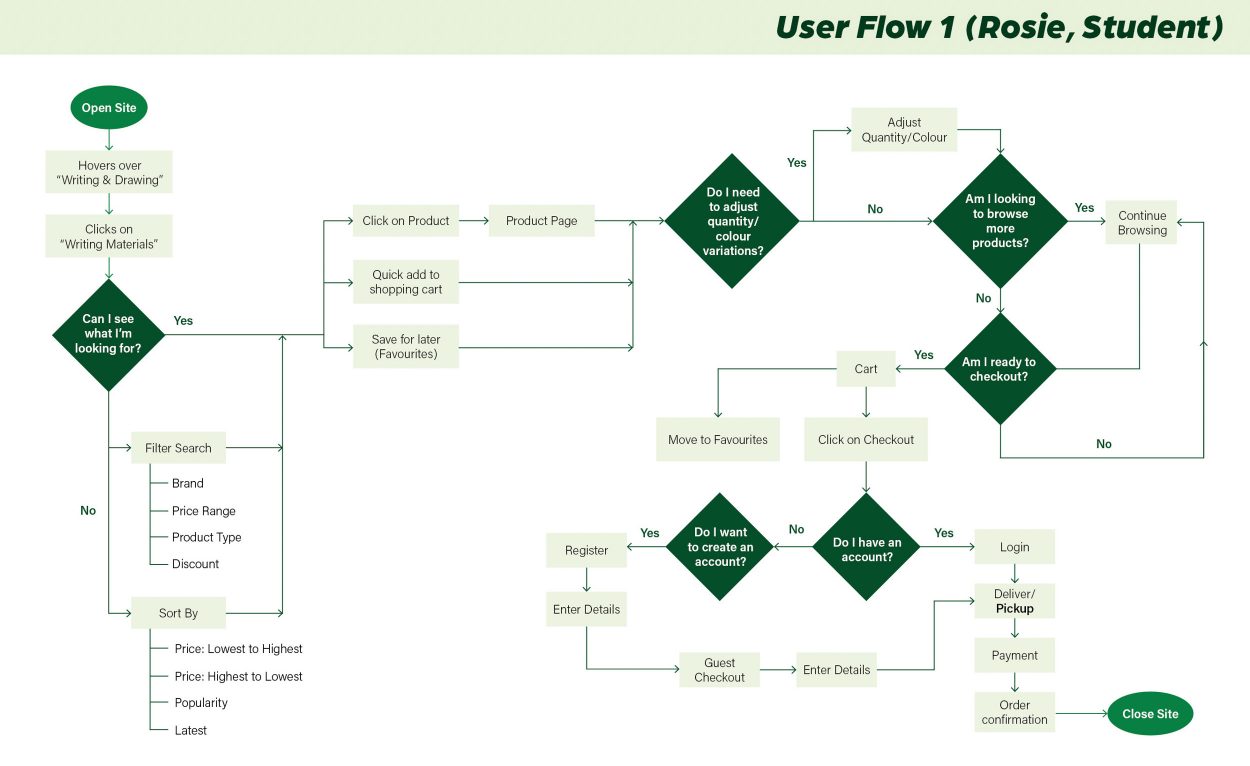 User Flow 1 (Rosie, Student)
Open Site
Hovers over
“Writing & Drawing”
Clicks on
“Writing Materials”
Can I see
what I’m
looking for?
Yes
No
Filter Search
Brand
Price Range
Product Type
Discount
Sort By
Price: Lowest to Highest
Price: Highest to Lowest
Popularity
Latest
Click on Product
Product Page
Quick add to
shopping cart
Save for later
(Favourites)
Do I need
to adjust
quantity/
colour
variations?
Yes
Adjust
Quantity/Colour
No
Am I looking
to browse
more
products?
Yes
Continue
Browsing
No
Am I ready to
checkout?
No
Yes
Cart
Move to Favourites
Click on Checkout
Do I have an
account?
No
Do I want
to create an
account?
Yes
Register
Enter Details
Guest
Checkout
Enter Details
Yes
Login
Deliver/
Pickup
Payment
Order
confirmation
Close Site